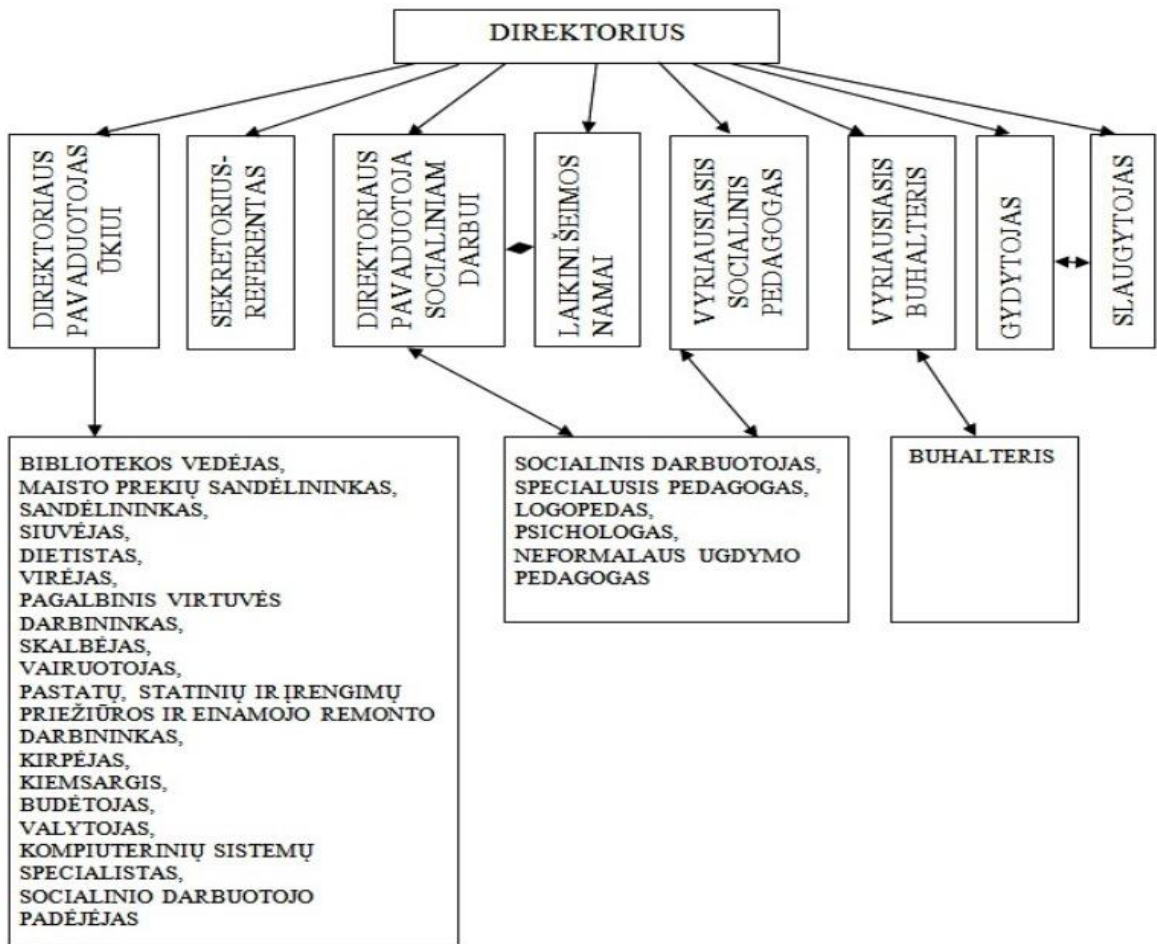 DIREKTORIUS
DIREKTORIAUS
PAVADUOTOJAS
ŪKIUI
SEKRETORIUS-
REFERENTAS
DIREKTORIAUS
PAVADUOTOJA
SOCIALINIAM
DARBUI
LAIKINI ŠEIMOS
NAMAI
VYRIAUSIASIS
SOCIALINIS
PEDAGOGAS
VYRIAUSIASIS
BUHALTERIS
GYDYTOJAS
SLAUGYTOJAS
BIBLIOTEKOS VEDĖJAS,
MAISTO PREKIŲ SANDĖLININKAS,
SANDĖLININKAS,
SIUVĖJAS,
DIETISTAS,
VIRĖJAS,
PAGALBINIS VIRTUVĖS
DARBININKAS,
SKALBĖJAS,
VAIRUOTOJAS,
PASTATŲ, STATINIŲ IR ĮRENGIMŲ
PRIEŽIŪROS IR EINAMOJO REMONTO
DARBININKAS,
KIRPĖJAS,
KIEMSARGIS,
BUDĖTOJAS,
VALYTOJAS,
KOMPIUTERINIŲ SISTEMŲ
SPECIALISTAS,
SOCIALINIO DARBUOTOJO
PADĖJĖJAS
SOCIALINIS DARBUOTOJAS,
SPECIALUSIS PEDAGOGAS,
LOGOPEDAS,
PSICHOLOGAS,
NEFORMALAUS UGDYMO
PEDAGOGAS
BUHALTERIS